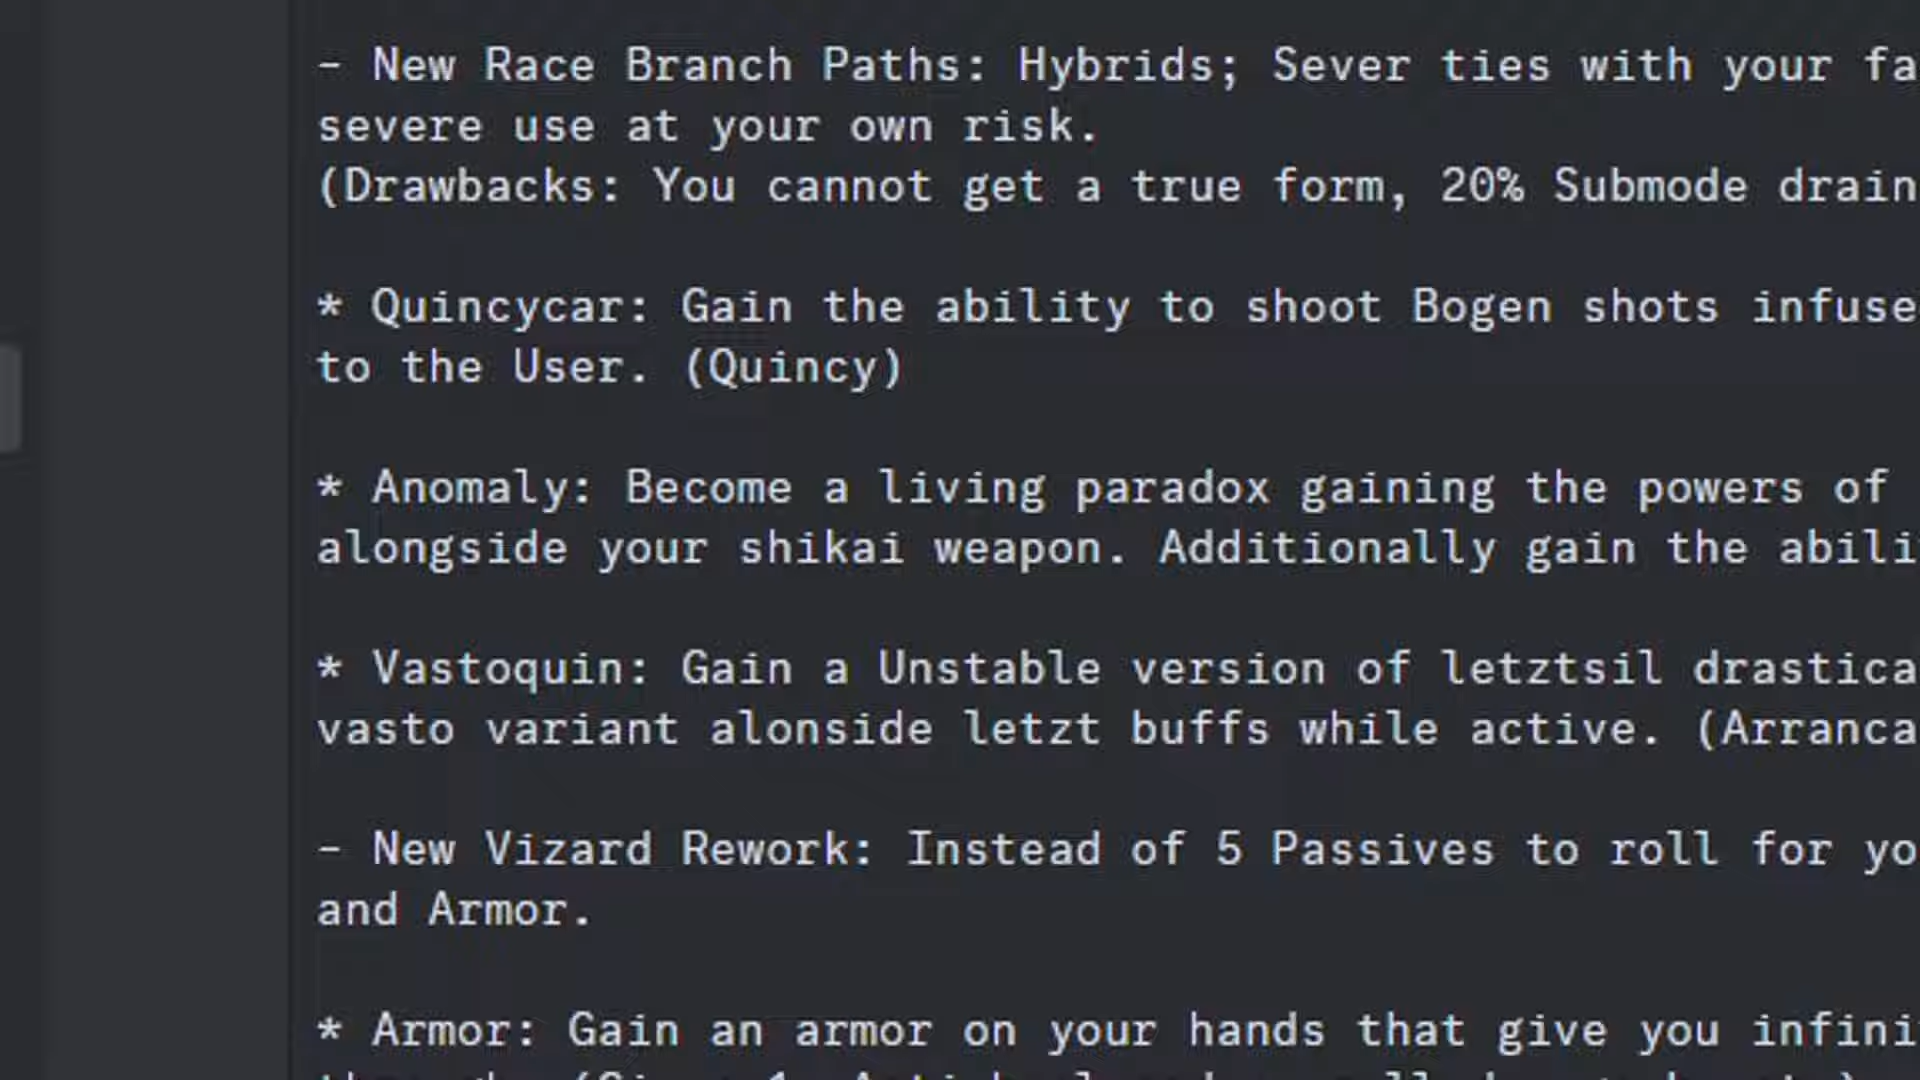 - New Race Branch Paths: Hybrids; Sever ties with your fa
severe use at your own risk.
(Drawbacks: You cannot get a true form, 20% Submode drain
* Quincycar: Gain the ability to shoot Bogen shots infuse
to the User. (Quincy)
* Anomaly: Become a living paradox gaining the powers of
alongside your shikai weapon. Additionally gain the abili
* Vastoquin: Gain a Unstable version of letztsil drastica
vasto variant alonside letzt buffs while active. (Arranca
- New Vizard Rework: Instead of 5 Passives to roll for yo
and Armor.
* Armor: Gain an armor on your hands that give you infini